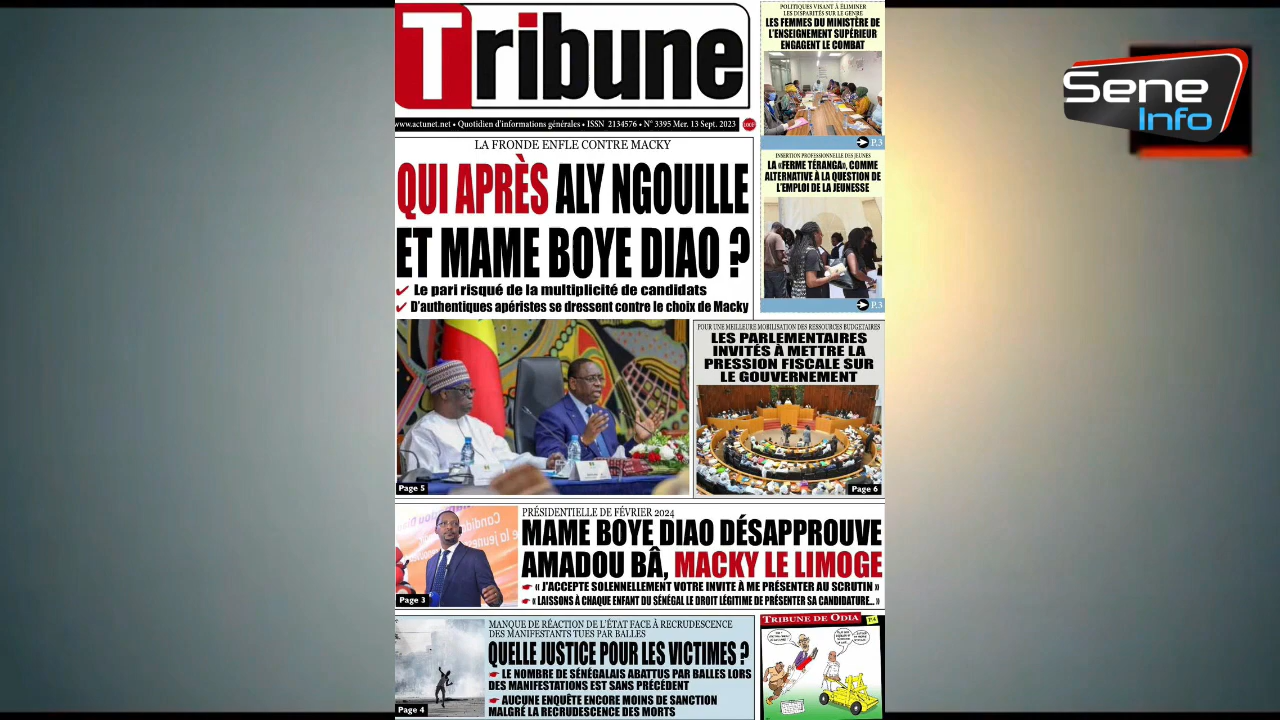 Tribune
www.actunet.net • Quotidien d'informations générales • ISSN 2134576 • N° 3395 Mer. 13 Sept. 2023
100F
LA FRONDE ENFLE CONTRE MACKY
QUI APRÈS ALY NGOUILLE
ET MAME BOYE DIAO ?
✔ Le pari risqué de la multiplicité de candidats
✔ D'authentiques apéristes se dressent contre le choix de Macky
Page 5
POLITIQUES VISANT À ÉLIMINER
LES DISPARITÉS SUR LE GENRE
LES FEMMES DU MINISTÈRE DE
L'ENSEIGNEMENT SUPÉRIEUR
ENGAGENT LE COMBAT
P.3
INSERTION PROFESSIONNELLE DES JEUNES
LA «FERME TÉRANGA», COMME
ALTERNATIVE À LA QUESTION DE
L'EMPLOI DE LA JEUNESSE
P.3
POUR UNE MEILLEURE MOBILISATION DES RESSOURCES BUDGETAIRES
LES PARLEMENTAIRES
INVITÉS À METTRE LA
PRESSION FISCALE SUR
LE GOUVERNEMENT
Page 6
PRÉSIDENTIELLE DE FÉVRIER 2024
MAME BOYE DIAO DÉSAPPROUVE
AMADOU BÂ, MACKY LE LIMOGE
« J'ACCEPTE SOLENNELLEMENT VOTRE INVITE À ME PRÉSENTER AU SCRUTIN »
« LAISSONS À CHAQUE ENFANT DU SÉNÉGAL LE DROIT LÉGITIME DE PRÉSENTER SA CANDIDATURE... »
Page 3
MANQUE DE RÉACTION DE L'ÉTAT FACE À RECRUDESCENCE
DES MANIFESTANTS TUES PAR BALLES
QUELLE JUSTICE POUR LES VICTIMES ?
LE NOMBRE DE SÉNÉGALAIS ABATTUS PAR BALLES LORS
DES MANIFESTATIONS EST SANS PRÉCÉDENT
AUCUNE ENQUÊTE ENCORE MOINS DE SANCTION
MALGRÉ LA RECRUDESCENCE DES MORTS
Page 4
TRIBUNE DE ODIA
P.4
Sene
Info